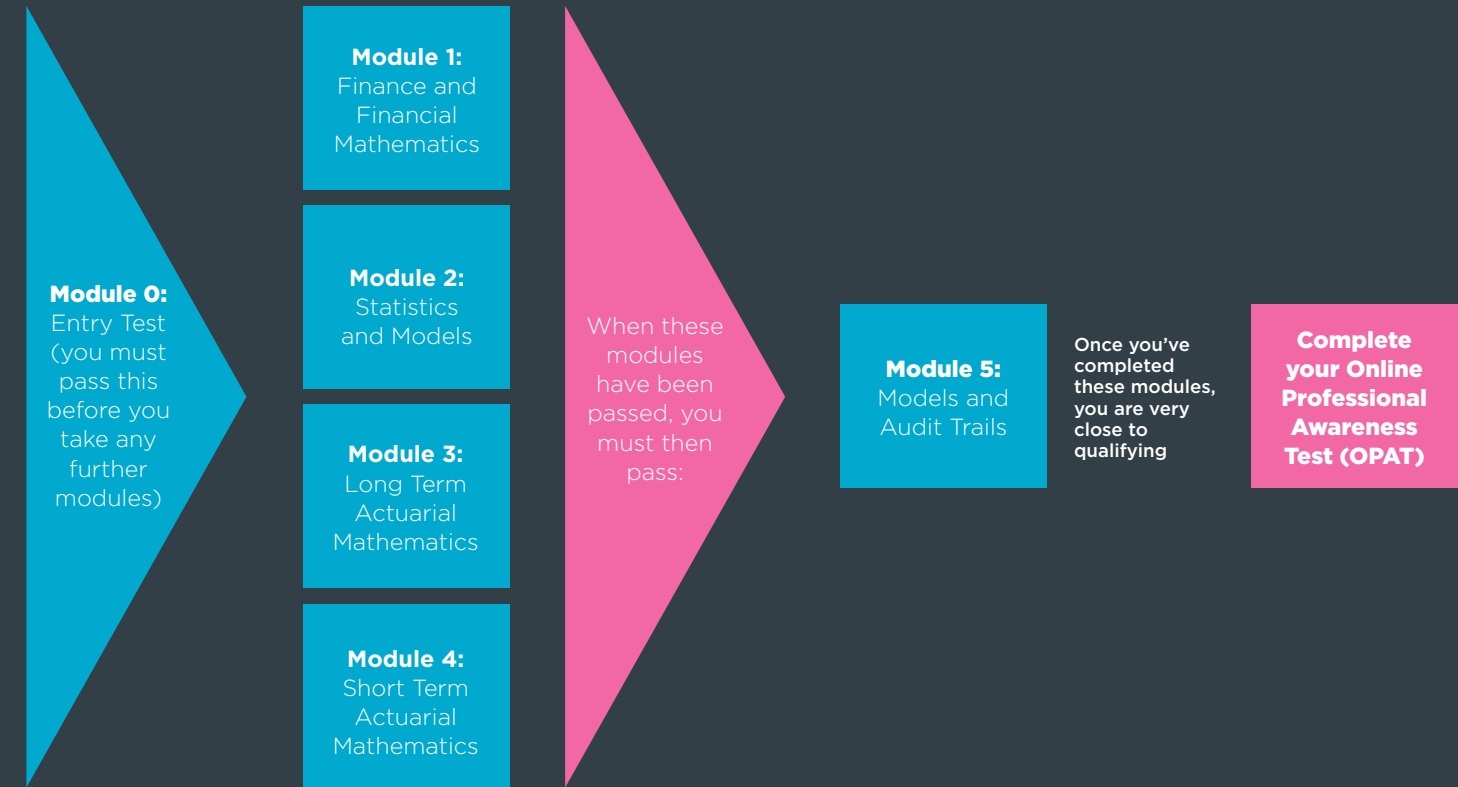 Module 0:
Entry Test
(you must
pass this
before you
take any
further
modules)
Module 1:
Finance and
Financial
Mathematics
Module 2:
Statistics
and Models
Module 3:
Long Term
Actuarial
Mathematics
Module 4:
Short Term
Actuarial
Mathematics
When these
modules
have been
passed, you
must then
pass:
Module 5:
Models and
Audit Trails
Once you’ve
completed
these modules,
you are very
close to
qualifying
Complete
your Online
Professional
Awareness
Test (OPAT)